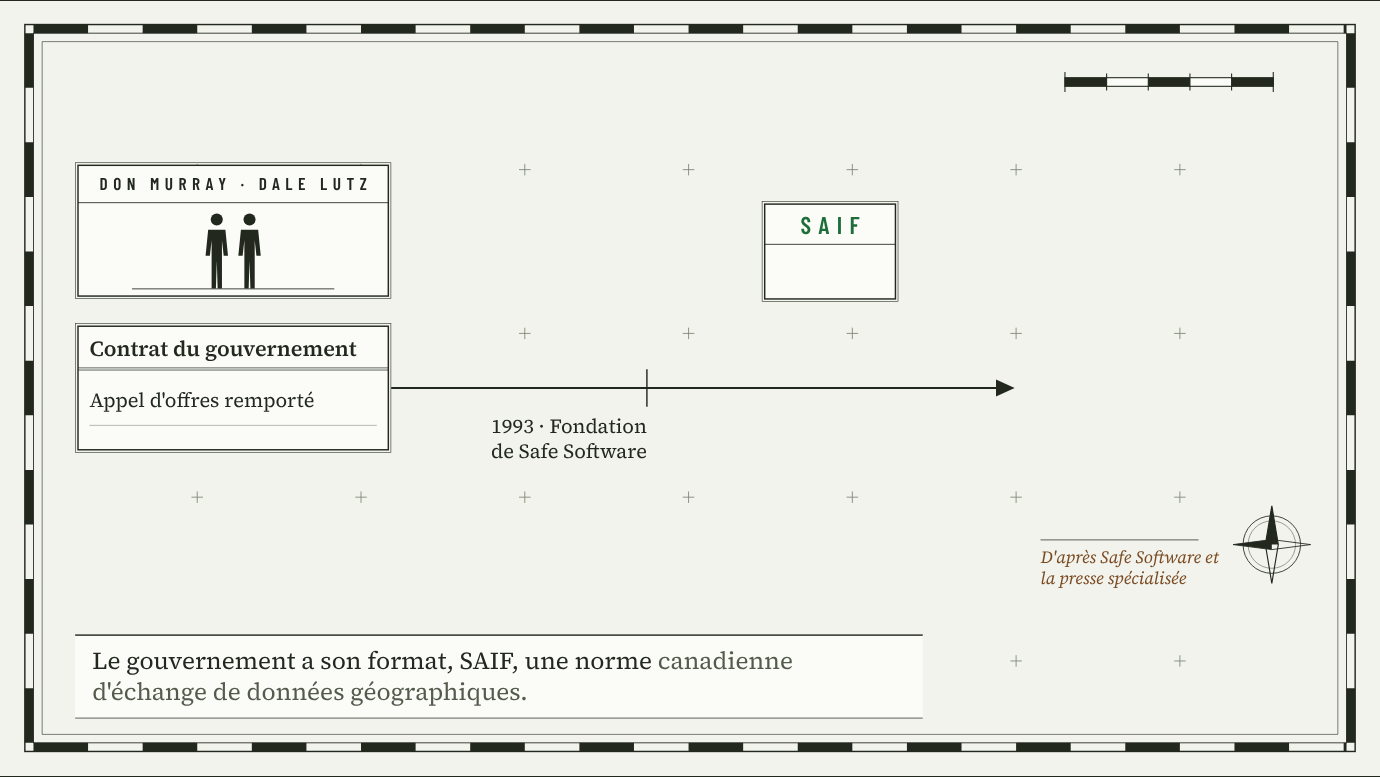 DON MURRAY · DALE LUTZ
SAIF
Contrat du gouvernement
Appel d'offres remporté
1993 · Fondation
de Safe Software
D'après Safe Software et
la presse spécialisée
Le gouvernement a son format, SAIF, une norme canadienne
d'échange de données géographiques.